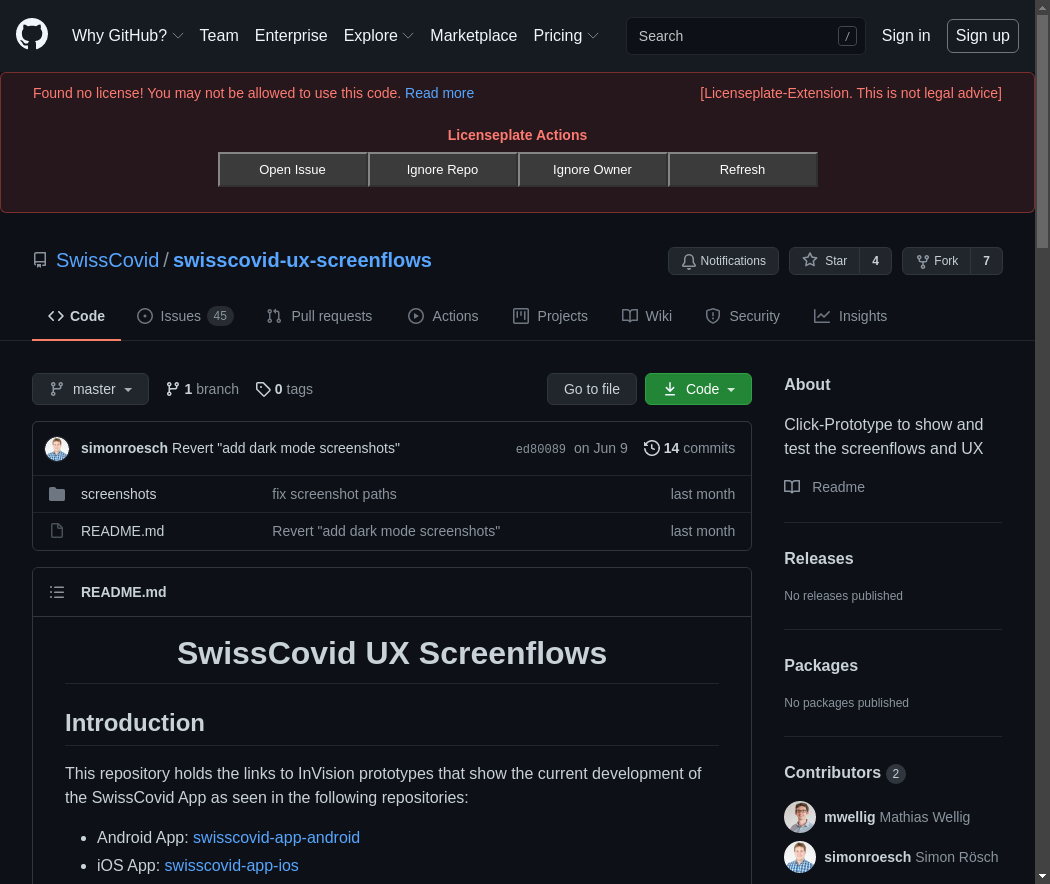 Why GitHub? Team Enterprise Explore Marketplace Pricing Search / Sign in Sign up
Found no license! You may not be allowed to use this code. Read more [Licenseplate-Extension. This is not legal advice]
Licenseplate Actions
Open Issue Ignore Repo Ignore Owner Refresh
SwissCovid / swisscovid-ux-screenflows Notifications Star 4 Fork 7
Code Issues 45 Pull requests Actions Projects Wiki Security Insights
master 1 branch 0 tags Go to file Code
simonroesch Revert "add dark mode screenshots" ed80089 on Jun 9 14 commits
screenshots fix screenshot paths last month
README.md Revert "add dark mode screenshots" last month
README.md
SwissCovid UX Screenflows
Introduction
This repository holds the links to InVision prototypes that show the current development of
the SwissCovid App as seen in the following repositories:
Android App: swisscovid-app-android
iOS App: swisscovid-app-ios
About
Click-Prototype to show and
test the screenflows and UX
Readme
Releases
No releases published
Packages
No packages published
Contributors 2
mwellig Mathias Wellig
simonroesch Simon Rösch